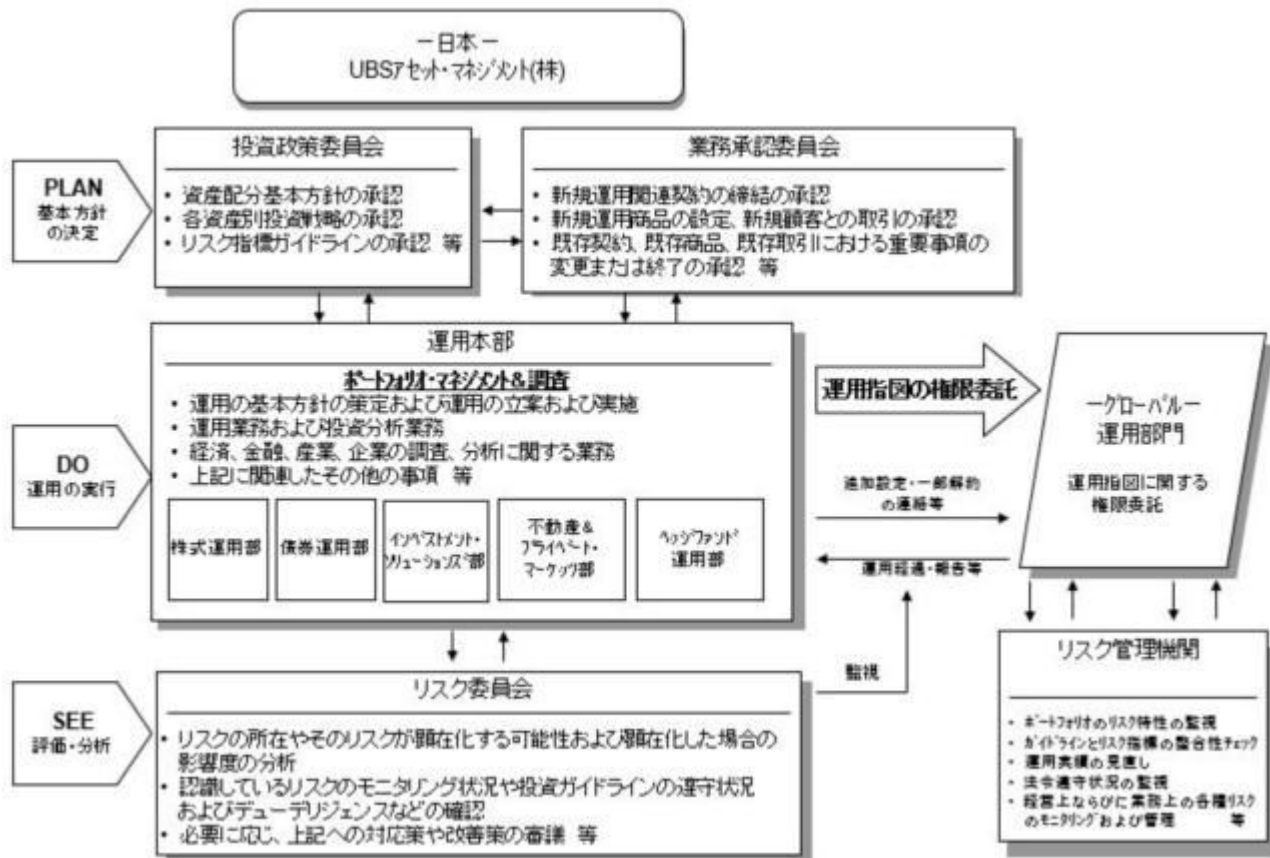 －日本－
UBSアセット・マネジメント(株)
投資政策委員会
・ 資産配分基本方針の承認
・ 各資産別投資戦略の承認
・ リスク指標ガイドラインの承認 等
業務承認委員会
・ 新規運用関連契約の締結の承認
・ 新規運用商品の設定、新規顧客との取引の承認
・ 既存契約、既存商品、既存取引における重要事項の
変更または終了の承認 等
PLAN
基本方針
の決定
運用本部
ポートフォリオ・マネジメント&調査
・ 運用の基本方針の策定および運用の立案および実施
・ 運用業務および投資分析業務
・ 経済、金融、産業、企業の調査、分析に関する業務
・ 上記に関連したその他の事項 等
DO
運用の実行
株式運用部
債券運用部
インベストメント・
ソリューションズ部
不動産&
プライベート・
マーケッツ部
ヘッジファンド
運用部
運用指図の権限委託
追加設定・一部解約
の連絡等
運用経過・報告等
監視
－グローバル－
運用部門
運用指図に関する
権限委託
SEE
評価・分析
リスク委員会
・ リスクの所在やそのリスクが顕在化する可能性および顕在化した場合の
影響度の分析
・ 認識しているリスクのモニタリング状況や投資ガイドラインの遵守状況
およびデューデリジェンスなどの確認
・ 必要に応じ、上記への対応策や改善策の審議 等
リスク管理機関
・ ポートフォリオのリスク特性の監視
・ ガイドラインとリスク指標の整合性チェック
・ 運用実績の見直し
・ 法令遵守状況の監視
・ 経営上ならびに業務上の各種リスク
のモニタリングおよび管理 等